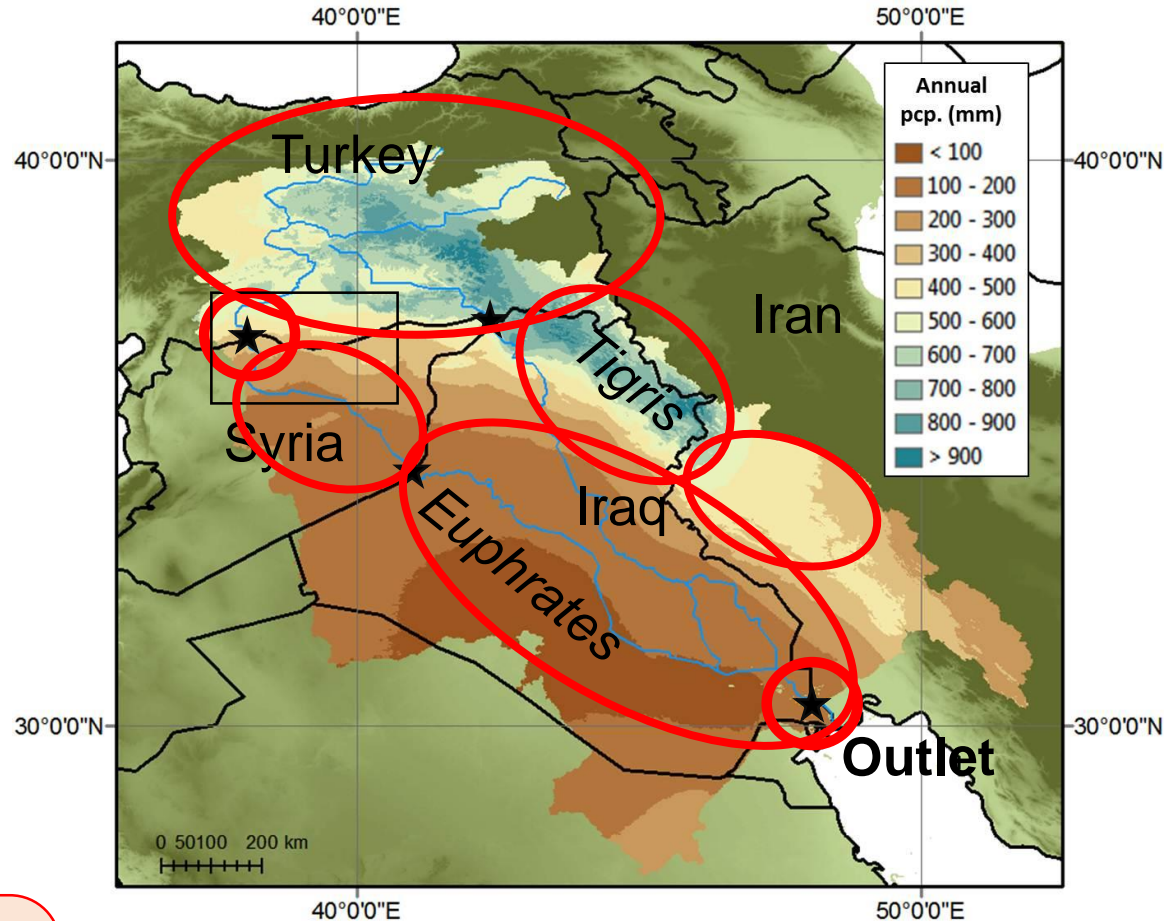 40°0'0"E
50°0'0"E
Annual
pcp. (mm)
< 100
100 - 200
200 - 300
300 - 400
400 - 500
500 - 600
600 - 700
700 - 800
800 - 900
> 900
40°0'0"N
40°0'0"N
Turkey
Iran
Tigris
Syria
Iraq
Euphrates
30°0'0"N
30°0'0"N
Outlet
0 50100 200 km
40°0'0"E
50°0'0"E